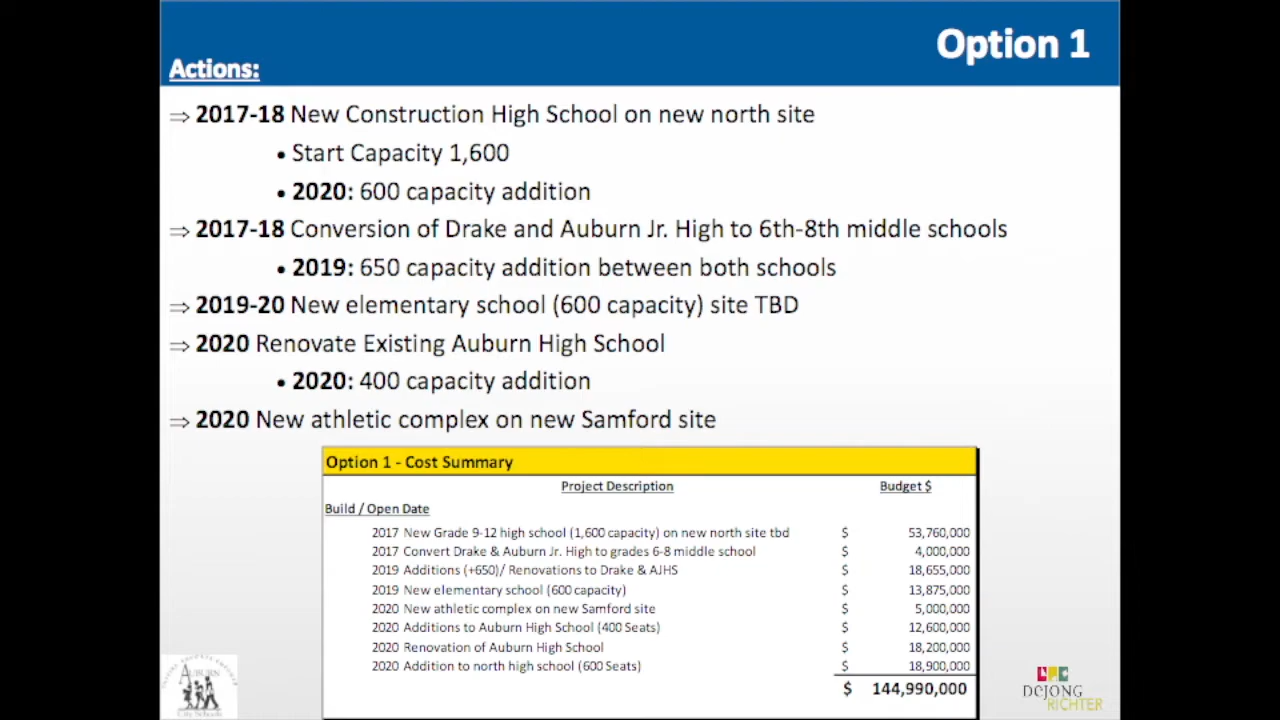 Option 1
Actions:
⇒ 2017-18 New Construction High School on new north site
• Start Capacity 1,600
• 2020: 600 capacity addition
⇒ 2017-18 Conversion of Drake and Auburn Jr. High to 6th-8th middle schools
• 2019: 650 capacity addition between both schools
⇒ 2019-20 New elementary school (600 capacity) site TBD
⇒ 2020 Renovate Existing Auburn High School
• 2020: 400 capacity addition
⇒ 2020 New athletic complex on new Samford site
Option 1 - Cost Summary
Project Description Budget $
Build / Open Date
2017 New Grade 9-12 high school (1,600 capacity) on new north site tbd $ 53,760,000
2017 Convert Drake & Auburn Jr. High to grades 6-8 middle school $ 4,000,000
2019 Additions (+650)/ Renovations to Drake & AJHS $ 18,655,000
2019 New elementary school (600 capacity) $ 13,875,000
2020 New athletic complex on new Samford site $ 5,000,000
2020 Additions to Auburn High School (400 Seats) $ 12,600,000
2020 Renovation of Auburn High School $ 18,200,000
2020 Addition to north high school (600 Seats) $ 18,900,000
$ 144,990,000
AUBURN
City Schools
DEJONG
RICHTER